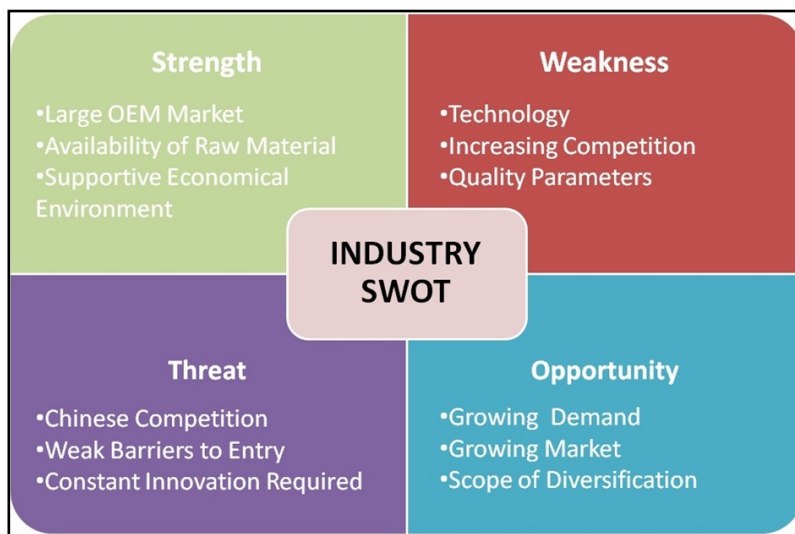 Strength
•Large OEM Market
•Availability of Raw Material
•Supportive Economical
Environment
Weakness
•Technology
•Increasing Competition
•Quality Parameters
INDUSTRY
SWOT
Threat
•Chinese Competition
•Weak Barriers to Entry
•Constant Innovation Required
Opportunity
•Growing Demand
•Growing Market
•Scope of Diversification